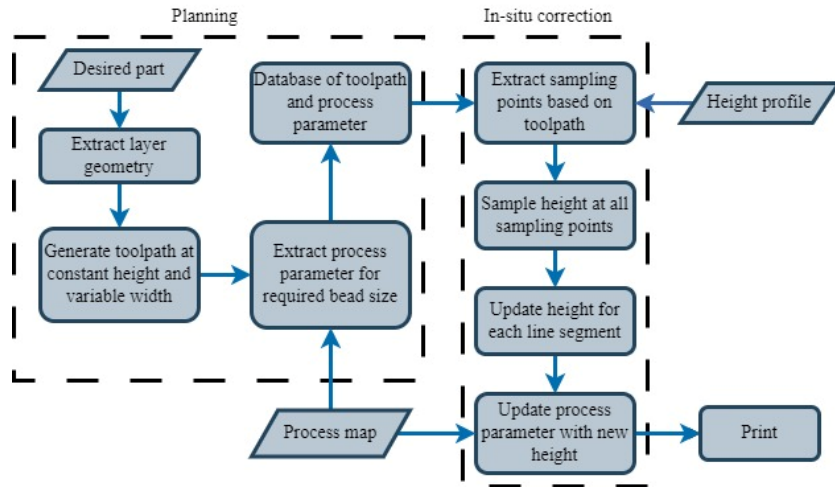 Planning
In-situ correction
Desired part
Extract layer
geometry
Generate toolpath at
constant height and
variable width
Database of toolpath
and process
parameter
Extract process
parameter for
required bead size
Process map
Extract sampling
points based on
toolpath
Height profile
Sample height at all
sampling points
Update height for
each line segment
Update process
parameter with new
height
Print